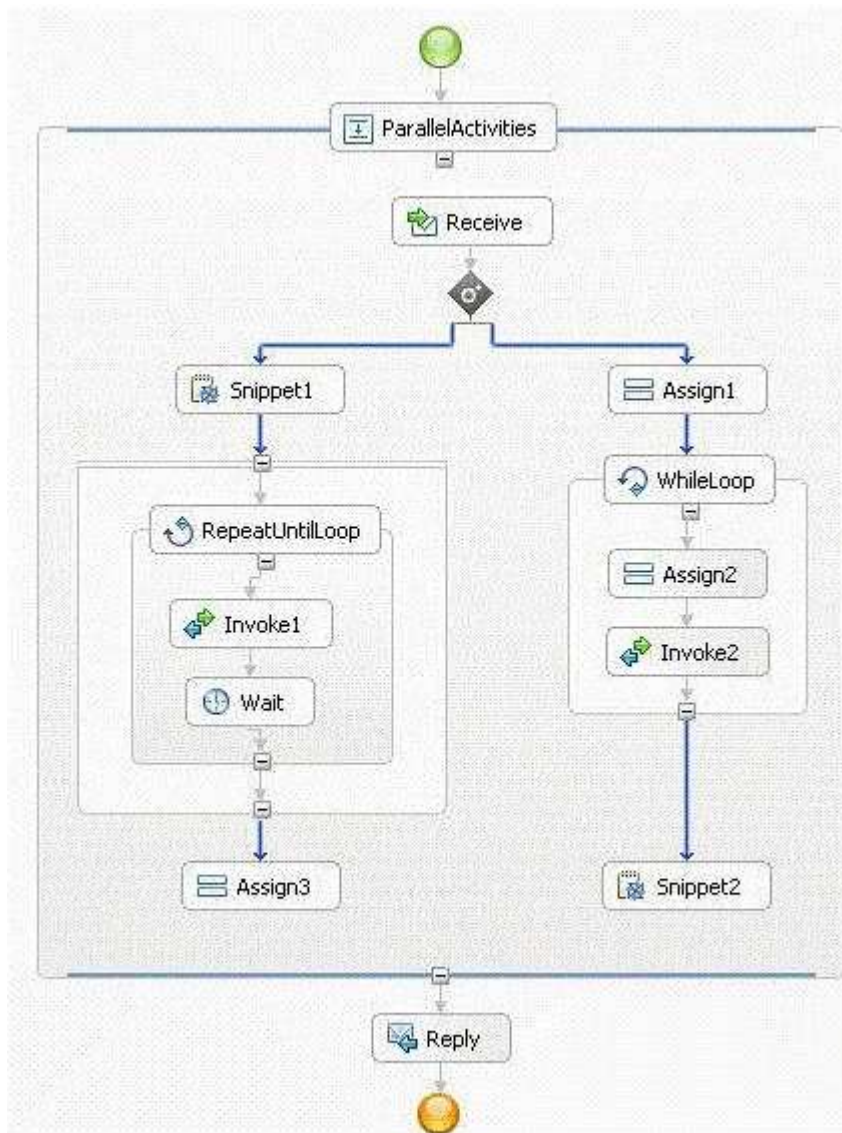 ParallelActivities
Receive
Snippet1
Assign1
WhileLoop
RepeatUntilLoop
Assign2
Invoke1
Invoke2
Wait
Assign3
Snippet2
Reply